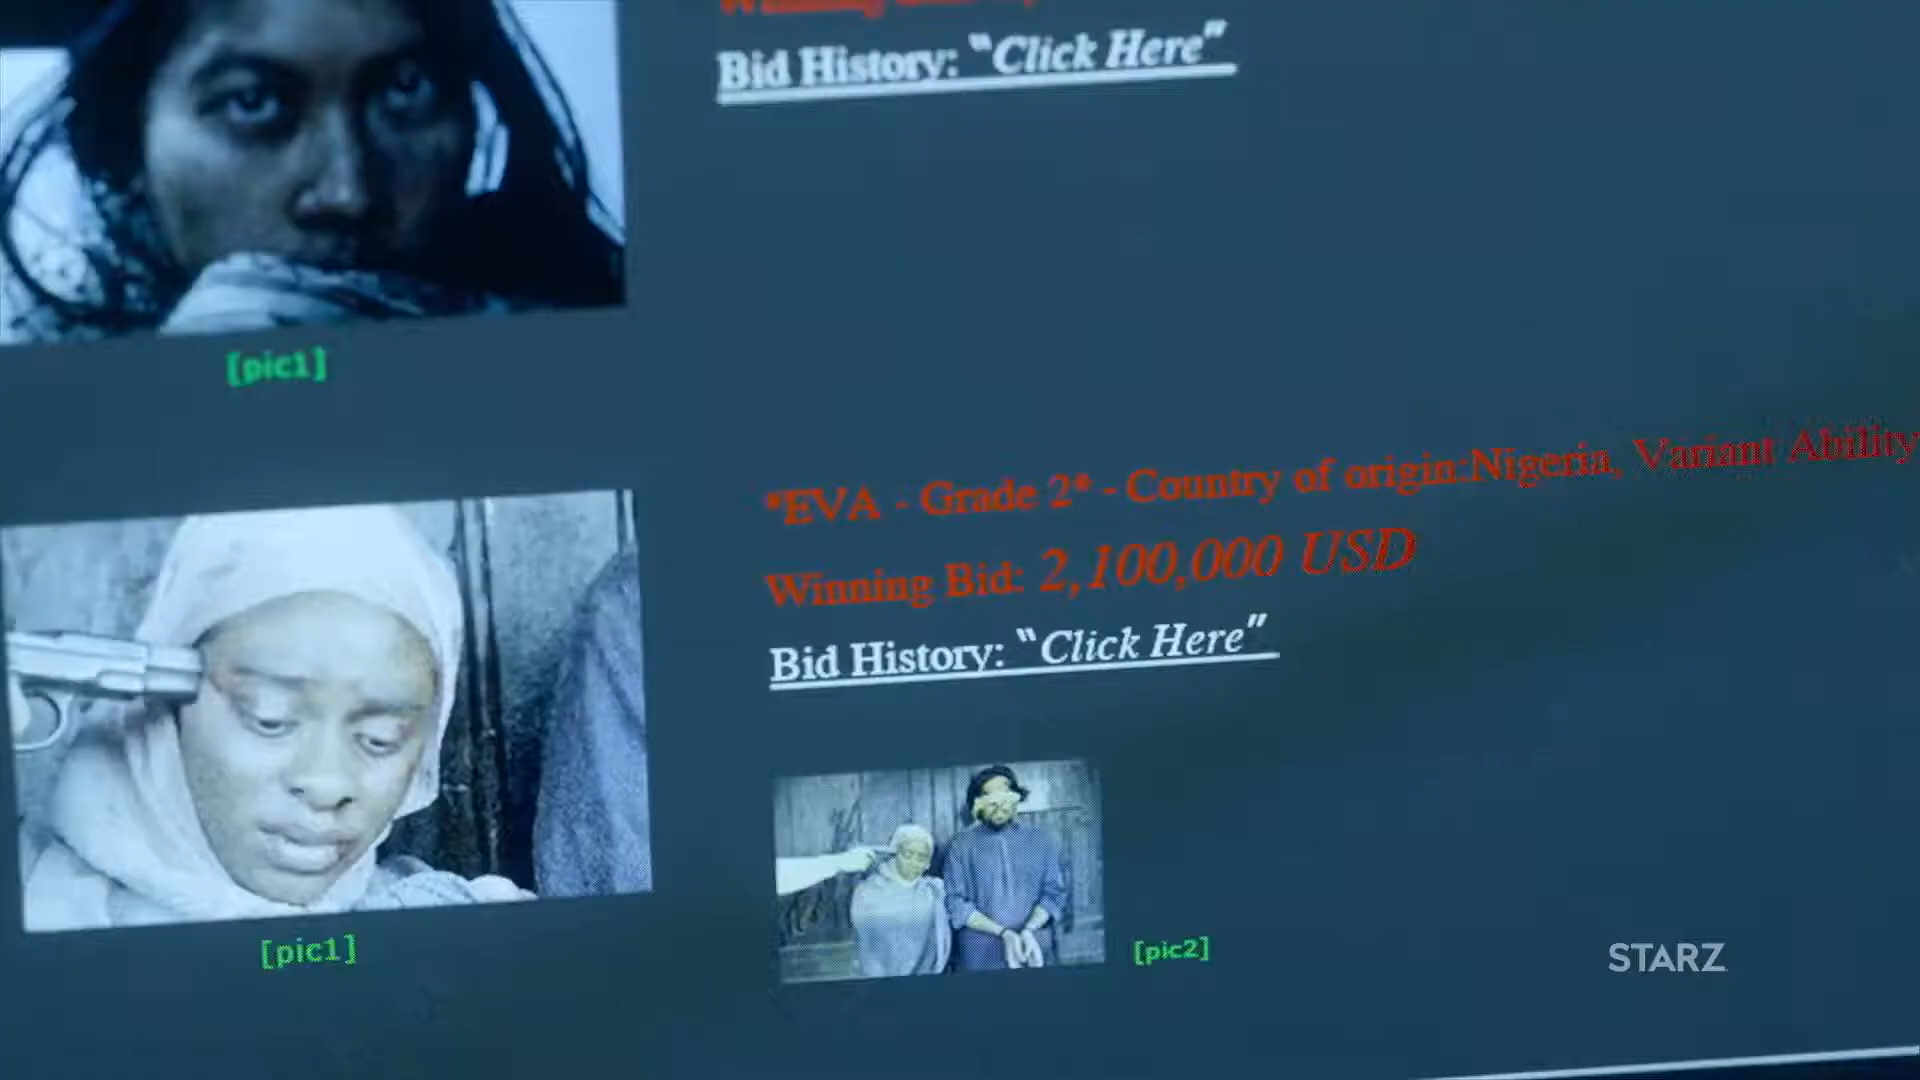 Bid History: “Click Here”
[pic1]
*EVA - Grade 2* - Country of origin:Nigeria, Variant Ability
Winning Bid: 2,100,000 USD
Bid History: “Click Here”
[pic1]
[pic2]
STARZ